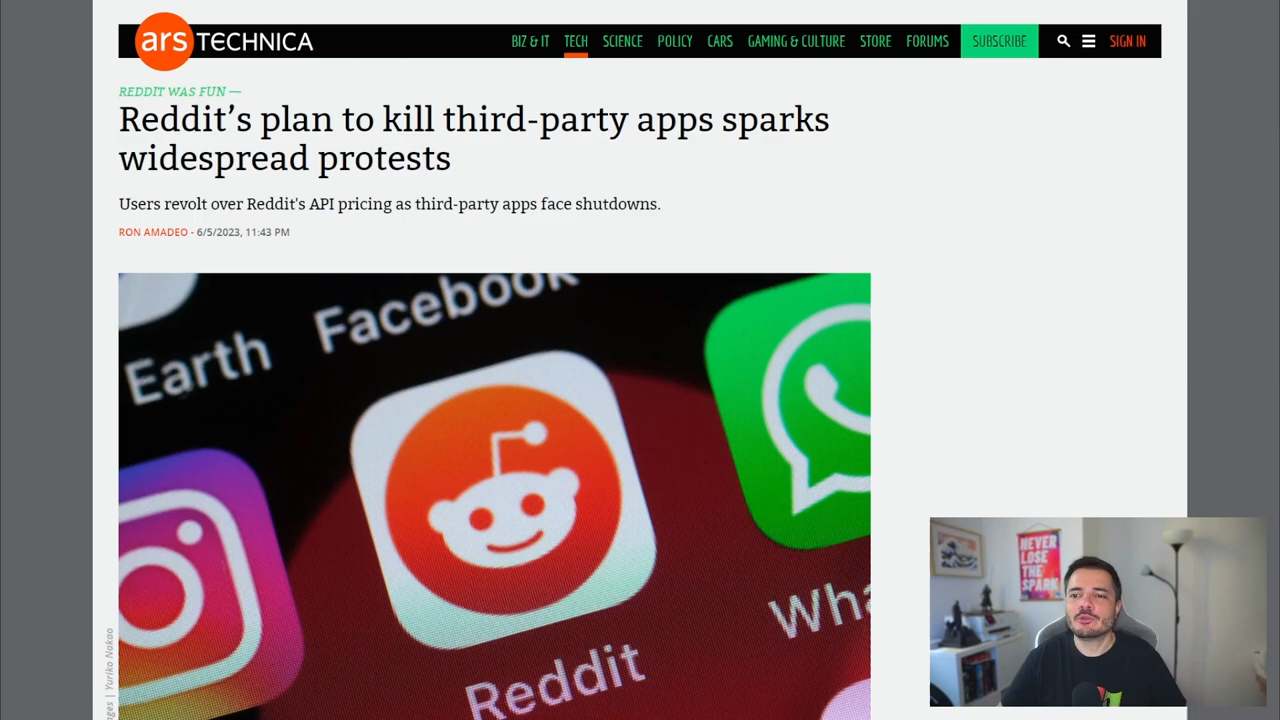 ars TECHNICA
BIZ & IT TECH SCIENCE POLICY CARS GAMING & CULTURE STORE FORUMS SUBSCRIBE SIGN IN
REDDIT WAS FUN —
Reddit's plan to kill third-party apps sparks
widespread protests
Users revolt over Reddit's API pricing as third-party apps face shutdowns.
RON AMADEO - 6/5/2023, 11:43 PM
Earth
Facebook
Reddit
Wha
| Yuriko Nakao
NEVER
LOSE
THE
SPARK